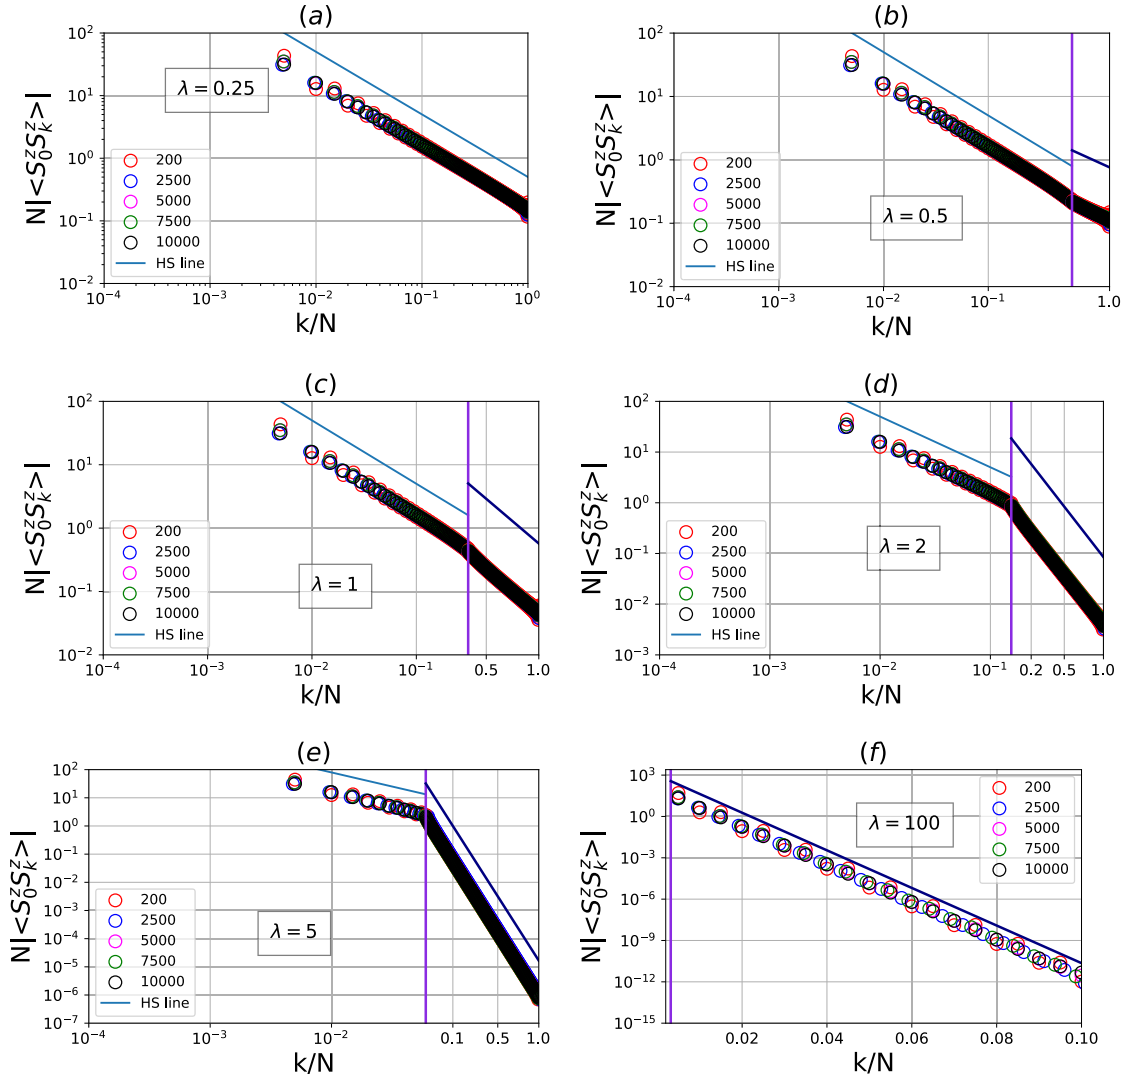 (a)
10² 10¹ 10⁰ 10⁻¹ 10⁻²
N|<S₀ᶻSₖᶻ>|
λ = 0.25
200
2500
5000
7500
10000
HS line
10⁻⁴ 10⁻³ 10⁻² 10⁻¹ 10⁰
k/N
(b)
10² 10¹ 10⁰ 10⁻¹ 10⁻²
N|<S₀ᶻSₖᶻ>|
λ = 0.5
200
2500
5000
7500
10000
HS line
10⁻⁴ 10⁻³ 10⁻² 10⁻¹ 1.0
k/N
(c)
10² 10¹ 10⁰ 10⁻¹ 10⁻²
N|<S₀ᶻSₖᶻ>|
λ = 1
200
2500
5000
7500
10000
HS line
10⁻⁴ 10⁻³ 10⁻² 10⁻¹ 0.5 1.0
k/N
(d)
10² 10¹ 10⁰ 10⁻¹ 10⁻² 10⁻³
N|<S₀ᶻSₖᶻ>|
λ = 2
200
2500
5000
7500
10000
HS line
10⁻⁴ 10⁻³ 10⁻² 10⁻¹ 0.2 0.5 1.0
k/N
(e)
10² 10¹ 10⁰ 10⁻¹ 10⁻² 10⁻³ 10⁻⁴ 10⁻⁵ 10⁻⁶ 10⁻⁷
N|<S₀ᶻSₖᶻ>|
λ = 5
200
2500
5000
7500
10000
HS line
10⁻⁴ 10⁻³ 10⁻² 0.1 1.0
k/N
(f)
10³ 10⁰ 10⁻³ 10⁻⁶ 10⁻⁹ 10⁻¹² 10⁻¹⁵
N|<S₀ᶻSₖᶻ>|
λ = 100
200
2500
5000
7500
10000
0.02 0.04 0.06 0.08 0.10
k/N